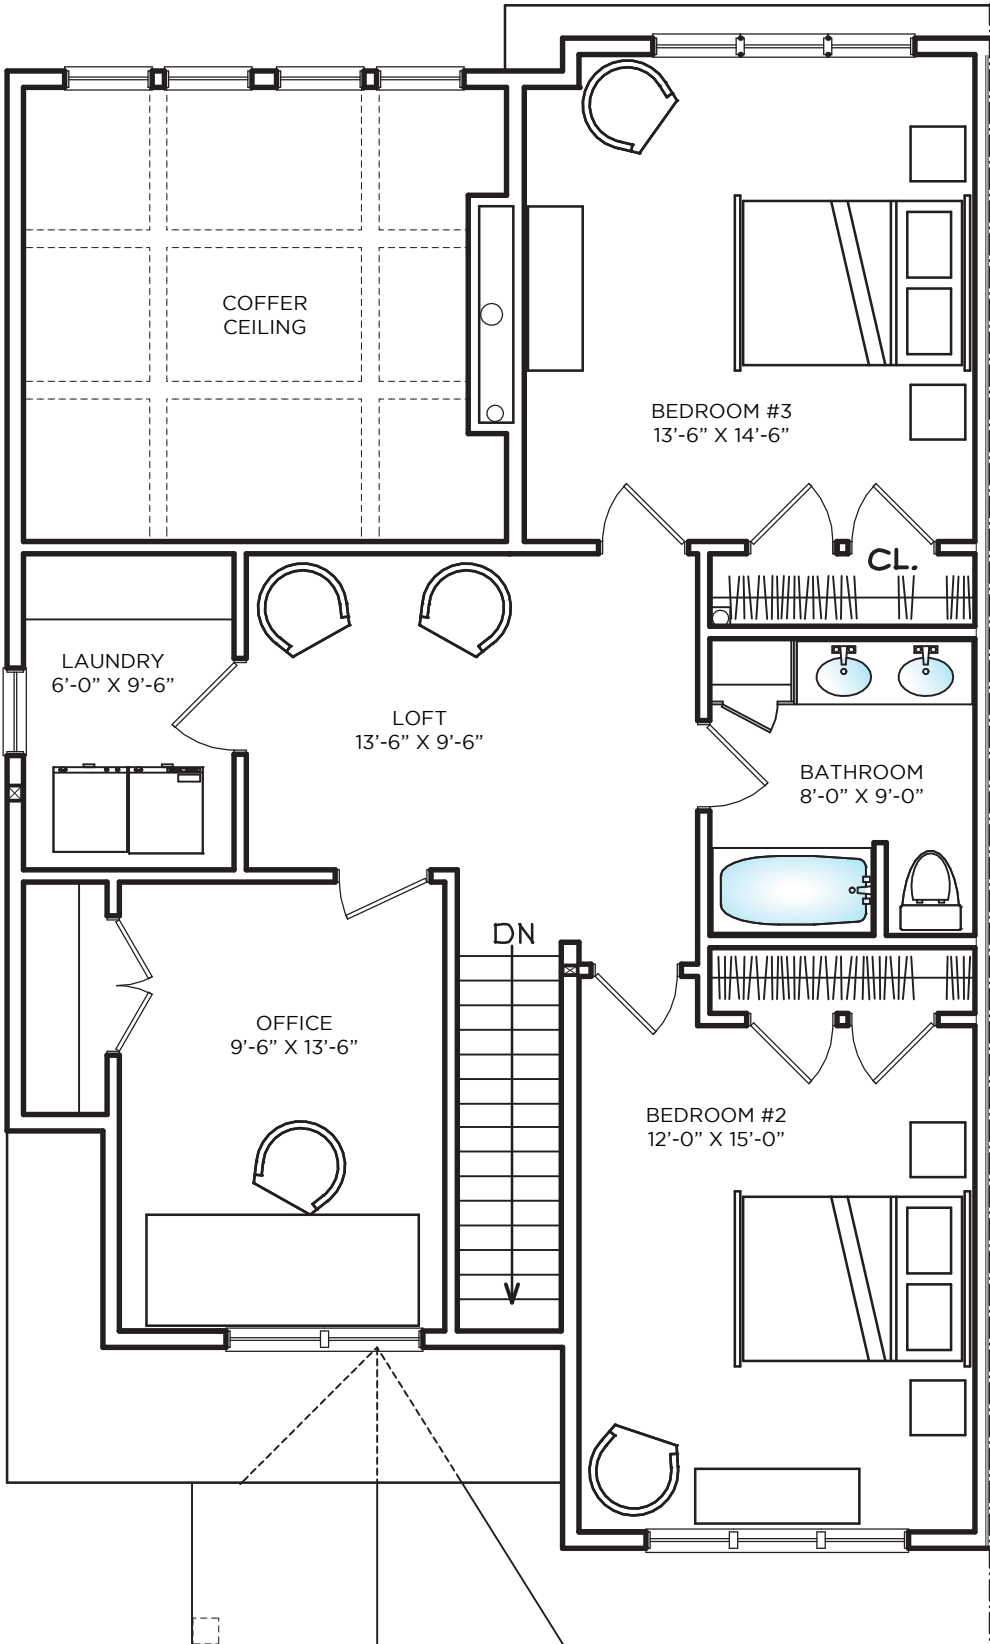 COFFER
CEILING
BEDROOM #3
13’-6” X 14’-6”
CL.
LAUNDRY
6’-0” X 9’-6”
LOFT
13’-6” X 9’-6”
BATHROOM
8’-0” X 9’-0”
DN
OFFICE
9’-6” X 13’-6”
BEDROOM #2
12’-0” X 15’-0”